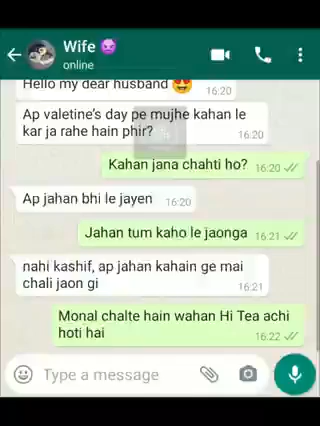 Wife 😈
online
Hello my dear husband 😍
16:20
Ap valetine's day pe mujhe kahan le
kar ja rahe hain phir?
16:20
Kahan jana chahti ho?
16:20
Ap jahan bhi le jayen
16:20
Jahan tum kaho le jaonga
16:21
nahi kashif, ap jahan kahain ge mai
chali jaon gi
16:21
Monal chalte hain wahan Hi Tea achi
hoti hai
16:22
Type a message